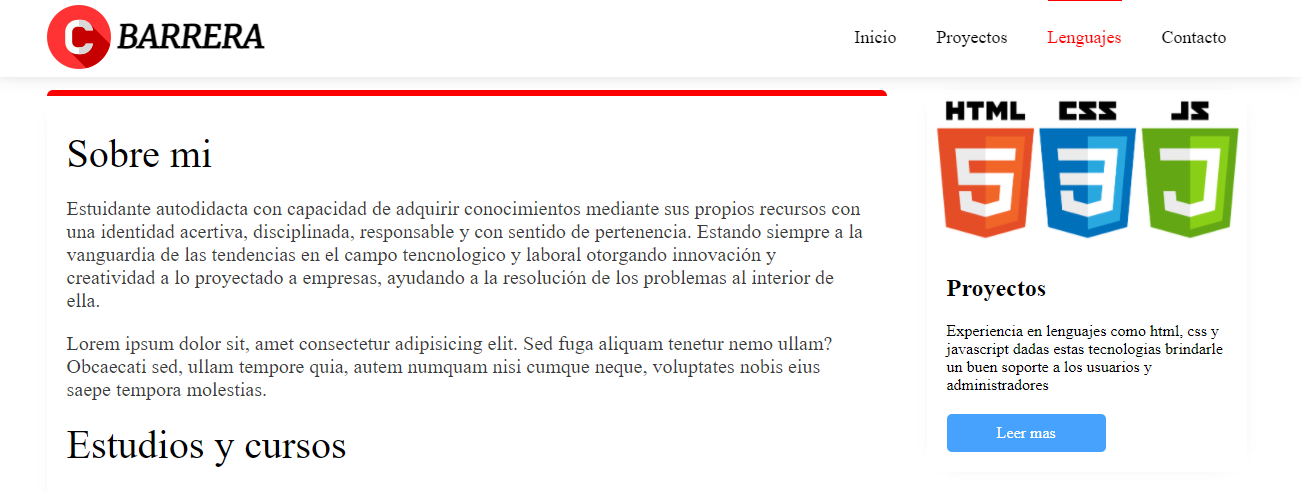 C BARRERA
Inicio Proyectos Lenguajes Contacto
Sobre mi
Estuidante autodidacta con capacidad de adquirir conocimientos mediante sus propios recursos con
una identidad acertiva, disciplinada, responsable y con sentido de pertenencia. Estando siempre a la
vanguardia de las tendencias en el campo tencnologico y laboral otorgando innovación y
creatividad a lo proyectado a empresas, ayudando a la resolución de los problemas al interior de
ella.
Lorem ipsum dolor sit, amet consectetur adipisicing elit. Sed fuga aliquam tenetur nemo ullam?
Obcaecati sed, ullam tempore quia, autem numquam nisi cumque neque, voluptates nobis eius
saepe tempora molestias.
Estudios y cursos
HTML CSS JS
5 3 J
Proyectos
Experiencia en lenguajes como html, css y
javascript dadas estas tecnologias brindarle
un buen soporte a los usuarios y
administradores
Leer mas